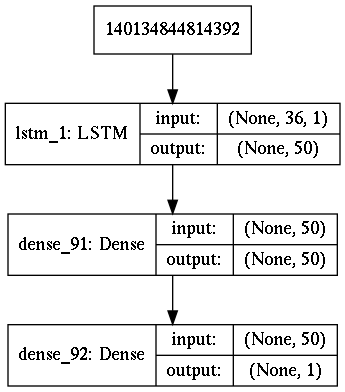 140134844814392
lstm_1: LSTM
input: (None, 36, 1)
output: (None, 50)
dense_91: Dense
input: (None, 50)
output: (None, 50)
dense_92: Dense
input: (None, 50)
output: (None, 1)